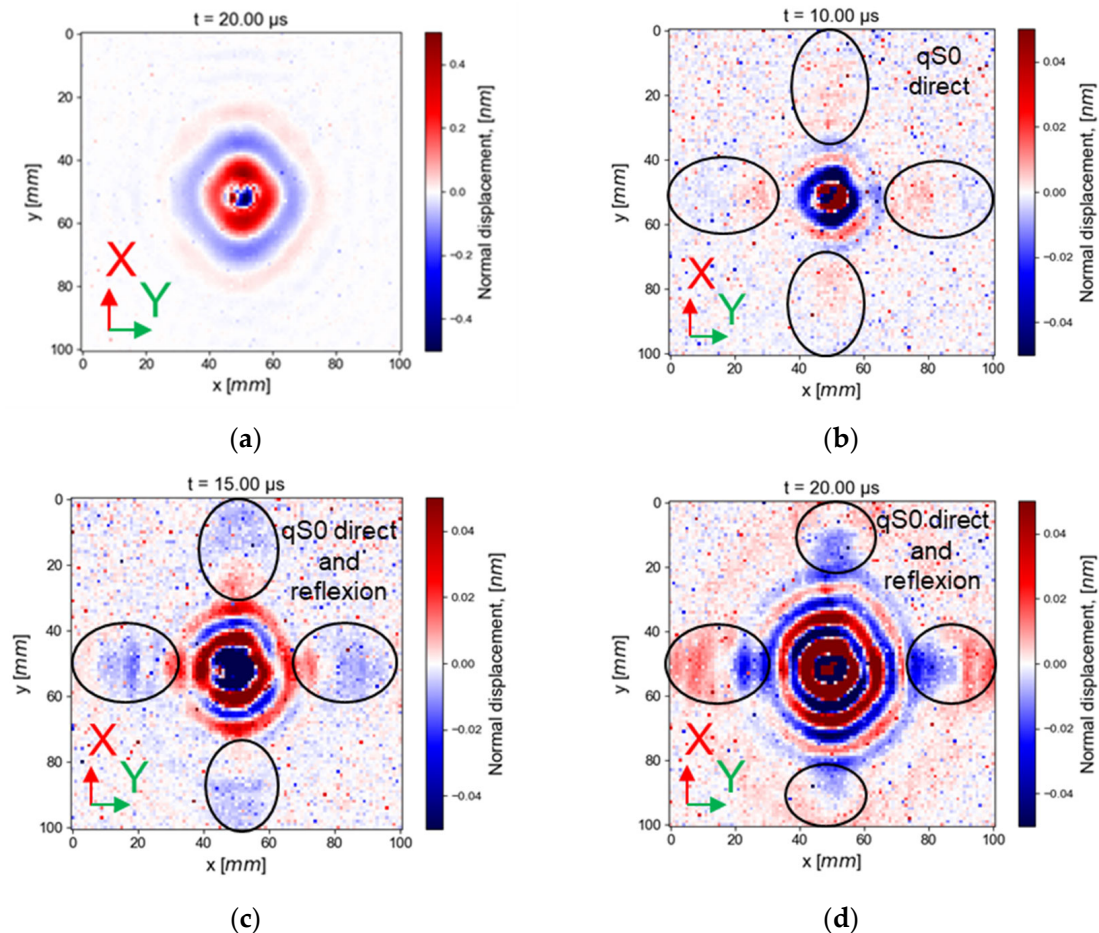 t = 20.00 μs
0
20
40
60
80
100
y [mm]
0 20 40 60 80 100
x [mm]
X
Y
0.4
0.2
0.0
−0.2
−0.4
Normal displacement, [nm]
(a)
t = 10.00 μs
qS0
direct
0
20
40
60
80
100
y [mm]
0 20 40 60 80 100
x [mm]
X
Y
0.04
0.02
0.00
−0.02
−0.04
Normal displacement, [nm]
(b)
t = 15.00 μs
qS0 direct
and
reflexion
0
20
40
60
80
100
y [mm]
0 20 40 60 80 100
x [mm]
X
Y
0.04
0.02
0.00
−0.02
−0.04
Normal displacement, [nm]
(c)
t = 20.00 μs
qS0 direct
and
reflexion
0
20
40
60
80
100
y [mm]
0 20 40 60 80 100
x [mm]
X
Y
0.04
0.02
0.00
−0.02
−0.04
Normal displacement, [nm]
(d)